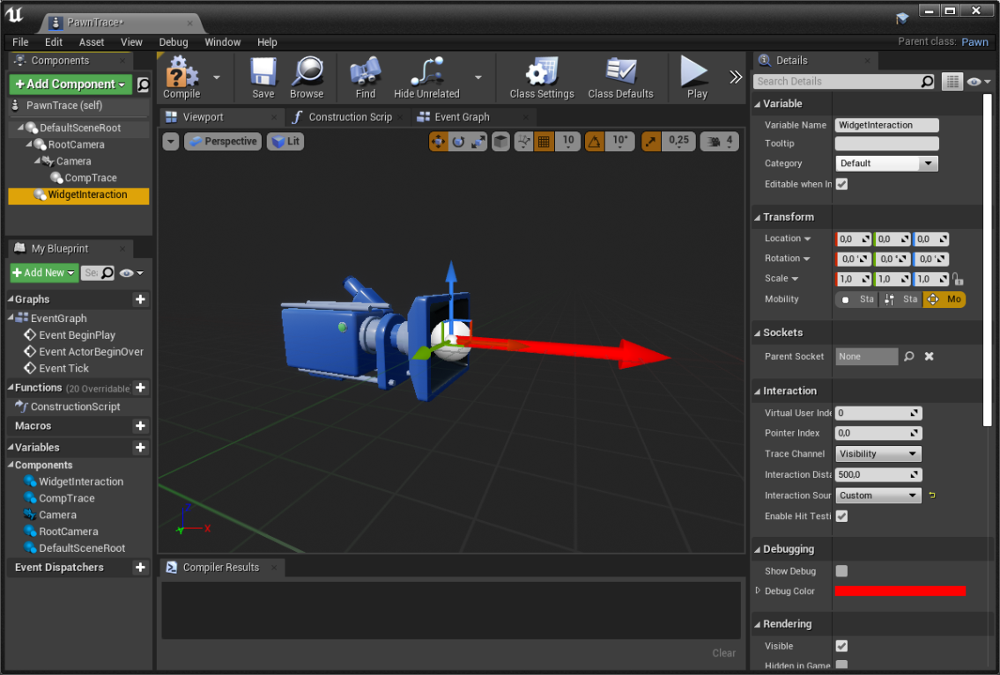 PawnTrace*
File Edit Asset View Debug Window Help
Parent class: Pawn
Components
+ Add Component
PawnTrace (self)
DefaultSceneRoot
RootCamera
Camera
CompTrace
WidgetInteraction
My Blueprint
+ Add New
Graphs
EventGraph
Event BeginPlay
Event ActorBeginOver
Event Tick
Functions (20 Overridable
ConstructionScript
Macros
Variables
Components
WidgetInteraction
CompTrace
Camera
RootCamera
DefaultSceneRoot
Event Dispatchers
Compile Save Browse Find Hide Unrelated Class Settings Class Defaults Play
Viewport Construction Scrip Event Graph
Perspective Lit 10 10° 0,25 4
X
Y
Z
Compiler Results
Clear
Details
Search Details
Variable
Variable Name WidgetInteraction
Tooltip
Category Default
Editable when In
Transform
Location 0,0 0,0 0,0
Rotation 0,0 ° 0,0 ° 0,0 °
Scale 1,0 1,0 1,0
Mobility Sta Sta Mo
Sockets
Parent Socket None
Interaction
Virtual User Inde 0
Pointer Index 0,0
Trace Channel Visibility
Interaction Dista 500,0
Interaction Sour Custom
Enable Hit Testi
Debugging
Show Debug
Debug Color
Rendering
Visible
Hidden in Game